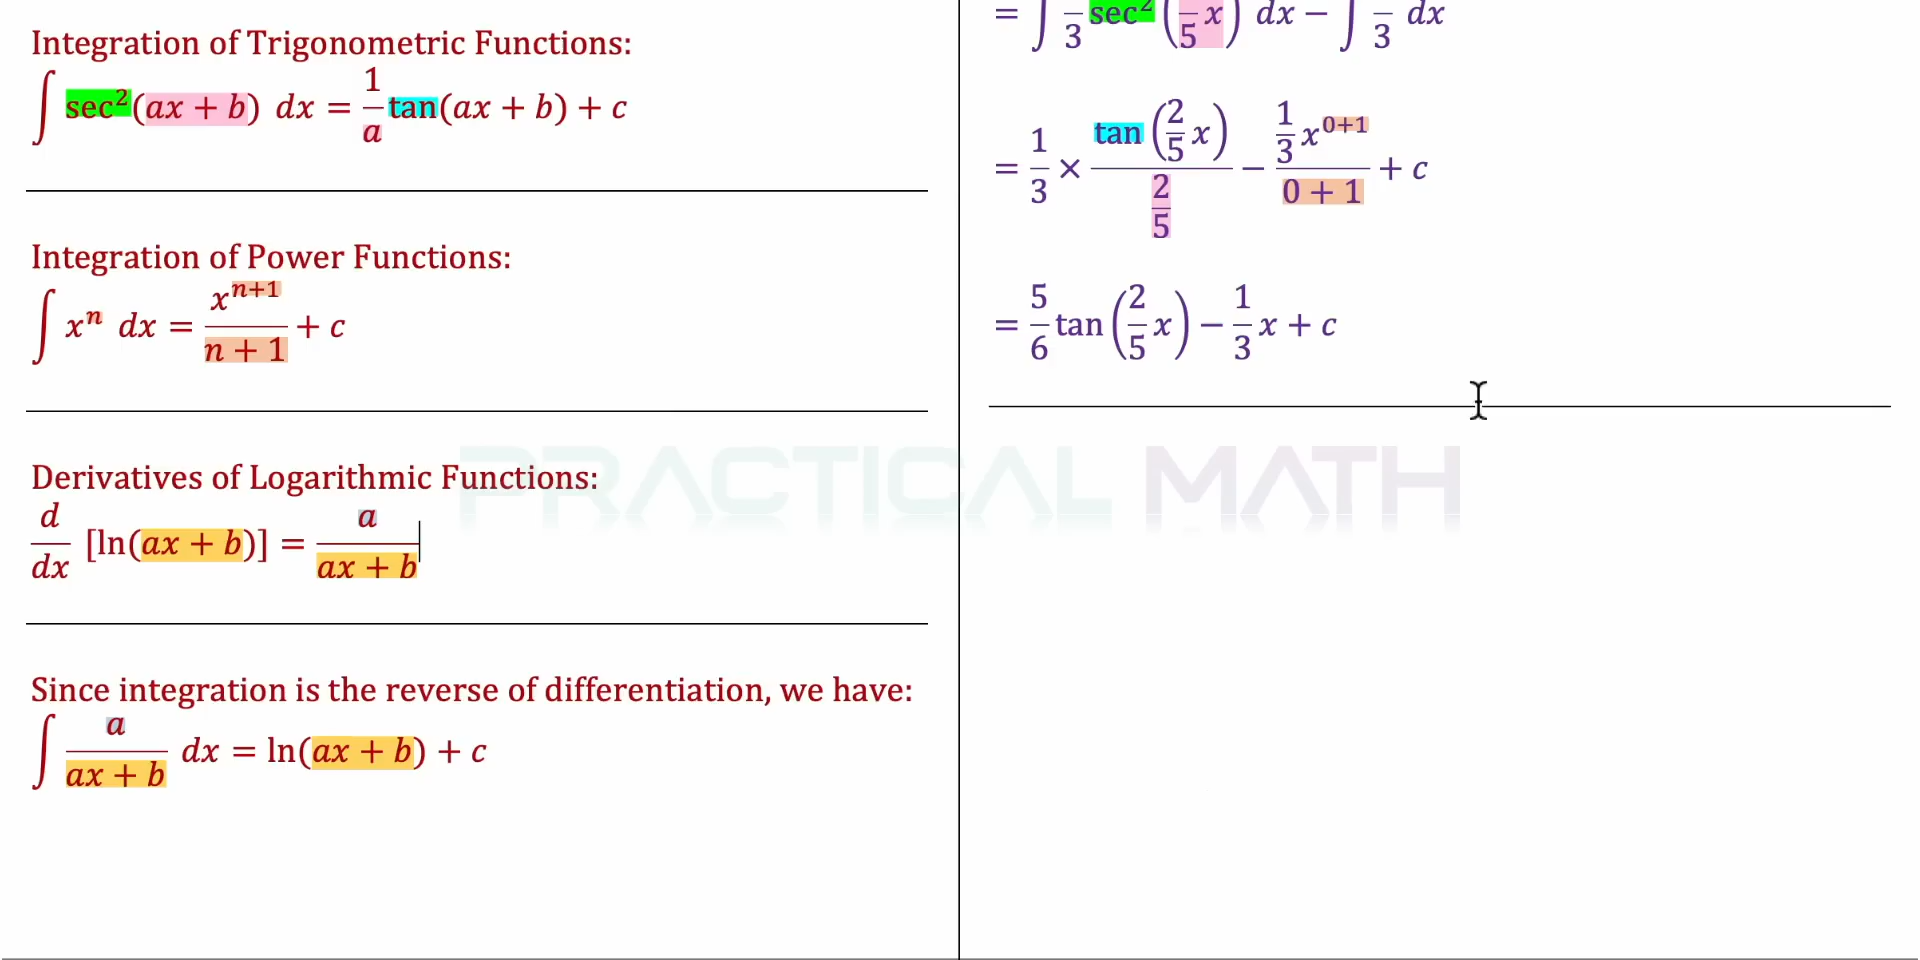 Integration of Trigonometric Functions:
∫ sec²(ax + b) dx = 1/a tan(ax + b) + c
Integration of Power Functions:
∫ xⁿ dx = xⁿ⁺¹/(n + 1) + c
Derivatives of Logarithmic Functions:
d/dx [ln(ax + b)] = a/(ax + b)
Since integration is the reverse of differentiation, we have:
∫ a/(ax + b) dx = ln(ax + b) + c
= ∫ /3 sec² ( /5 x) dx − ∫ /3 dx
= 1/3 × tan(2/5 x)/(2/5) − (1/3 x⁰⁺¹)/(0 + 1) + c
= 5/6 tan(2/5 x) − 1/3 x + c
PRACTICAL MATH